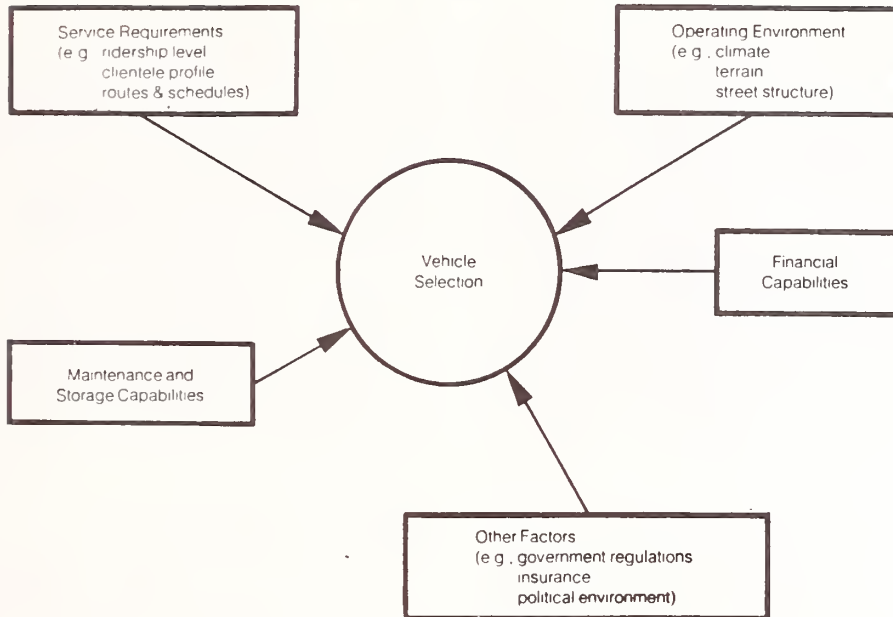 Service Requirements
(e g , ridership level
clientele profile
routes & schedules)
Operating Environment
(e g , climate
terrain
street structure)
Vehicle
Selection
Financial
Capabilities
Maintenance and
Storage Capabilities
Other Factors
(e g , government regulations
insurance
political environment)